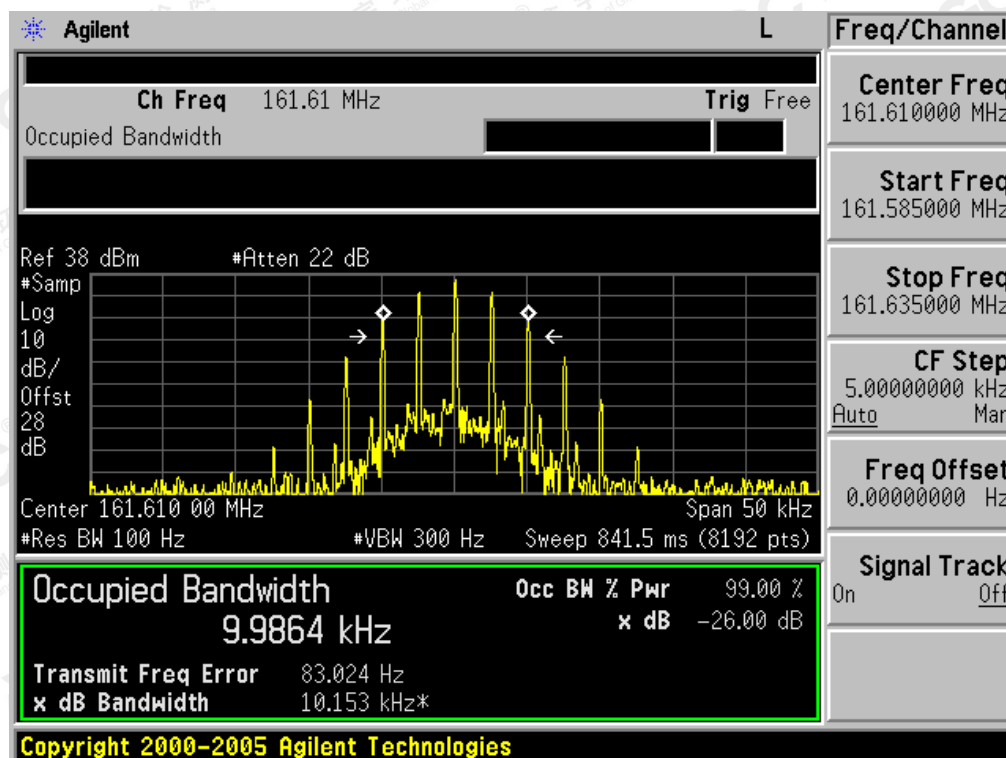 Agilent L Freq/Channel
Ch Freq 161.61 MHz Trig Free
Occupied Bandwidth
Center Freq
161.610000 MHz
Start Freq
161.585000 MHz
Stop Freq
161.635000 MHz
CF Step
5.00000000 kHz
Auto Man
Freq Offset
0.00000000 Hz
Signal Track
On Off
Ref 38 dBm #Atten 22 dB
#Samp
Log
10
dB/
Offst
28
dB
Center 161.610 00 MHz Span 50 kHz
#Res BW 100 Hz #VBW 300 Hz Sweep 841.5 ms (8192 pts)
Occupied Bandwidth Occ BW % Pwr 99.00 %
9.9864 kHz x dB -26.00 dB
Transmit Freq Error 83.024 Hz
x dB Bandwidth 10.153 kHz*
Copyright 2000-2005 Agilent Technologies